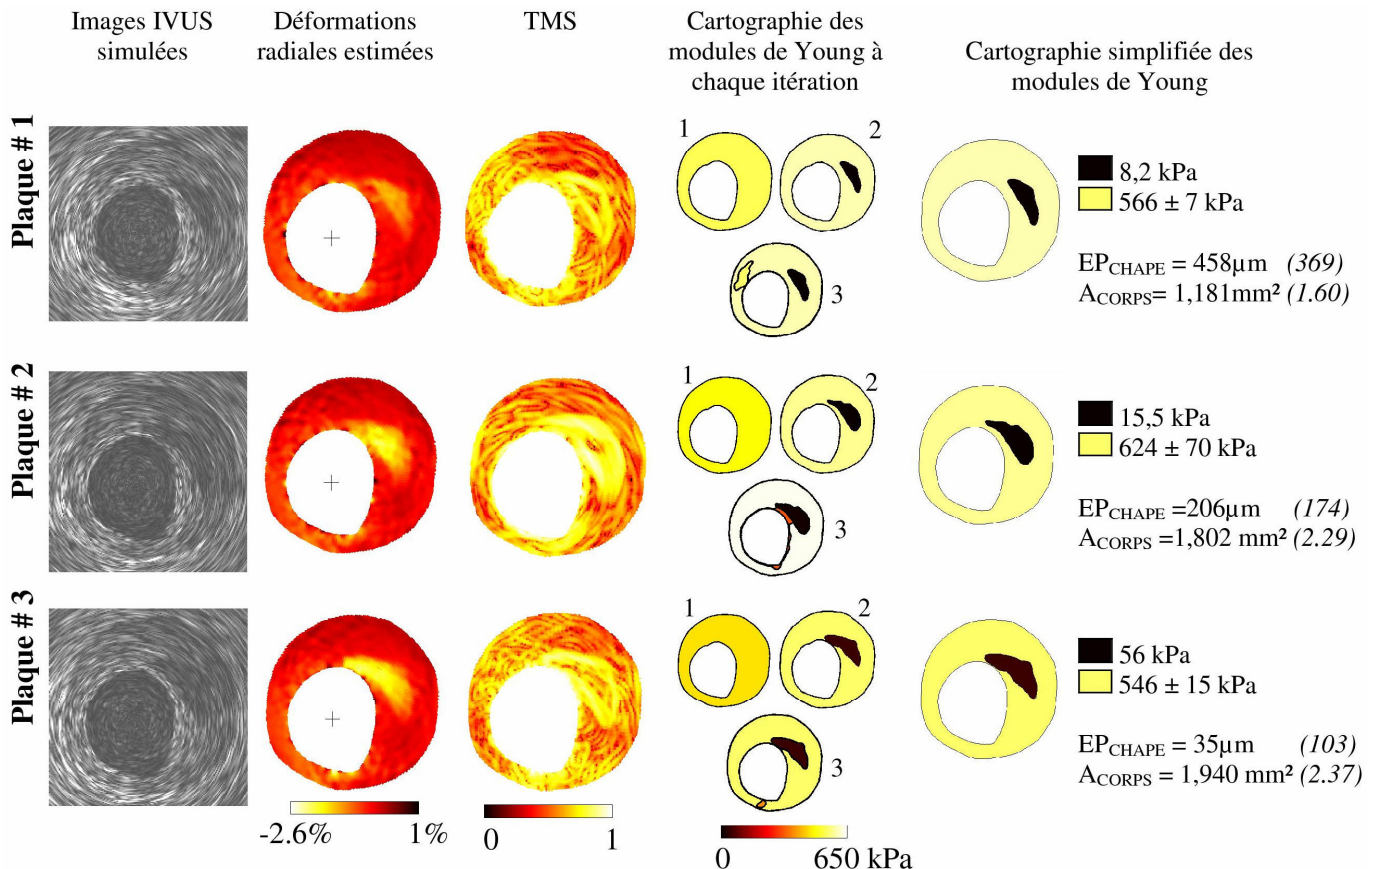 Images IVUS
simulées
Déformations
radiales estimées
TMS
Cartographie des
modules de Young à
chaque itération
Cartographie simplifiée des
modules de Young
Plaque # 1
1
2
3
8,2 kPa
566 ± 7 kPa
EPCHAPE = 458µm (369)
ACORPS= 1,181mm² (1.60)
Plaque # 2
1
2
3
15,5 kPa
624 ± 70 kPa
EPCHAPE =206µm (174)
ACORPS =1,802 mm² (2.29)
Plaque # 3
1
2
3
56 kPa
546 ± 15 kPa
EPCHAPE = 35µm (103)
ACORPS = 1,940 mm² (2.37)
-2.6% 1%
0 1
0 650 kPa